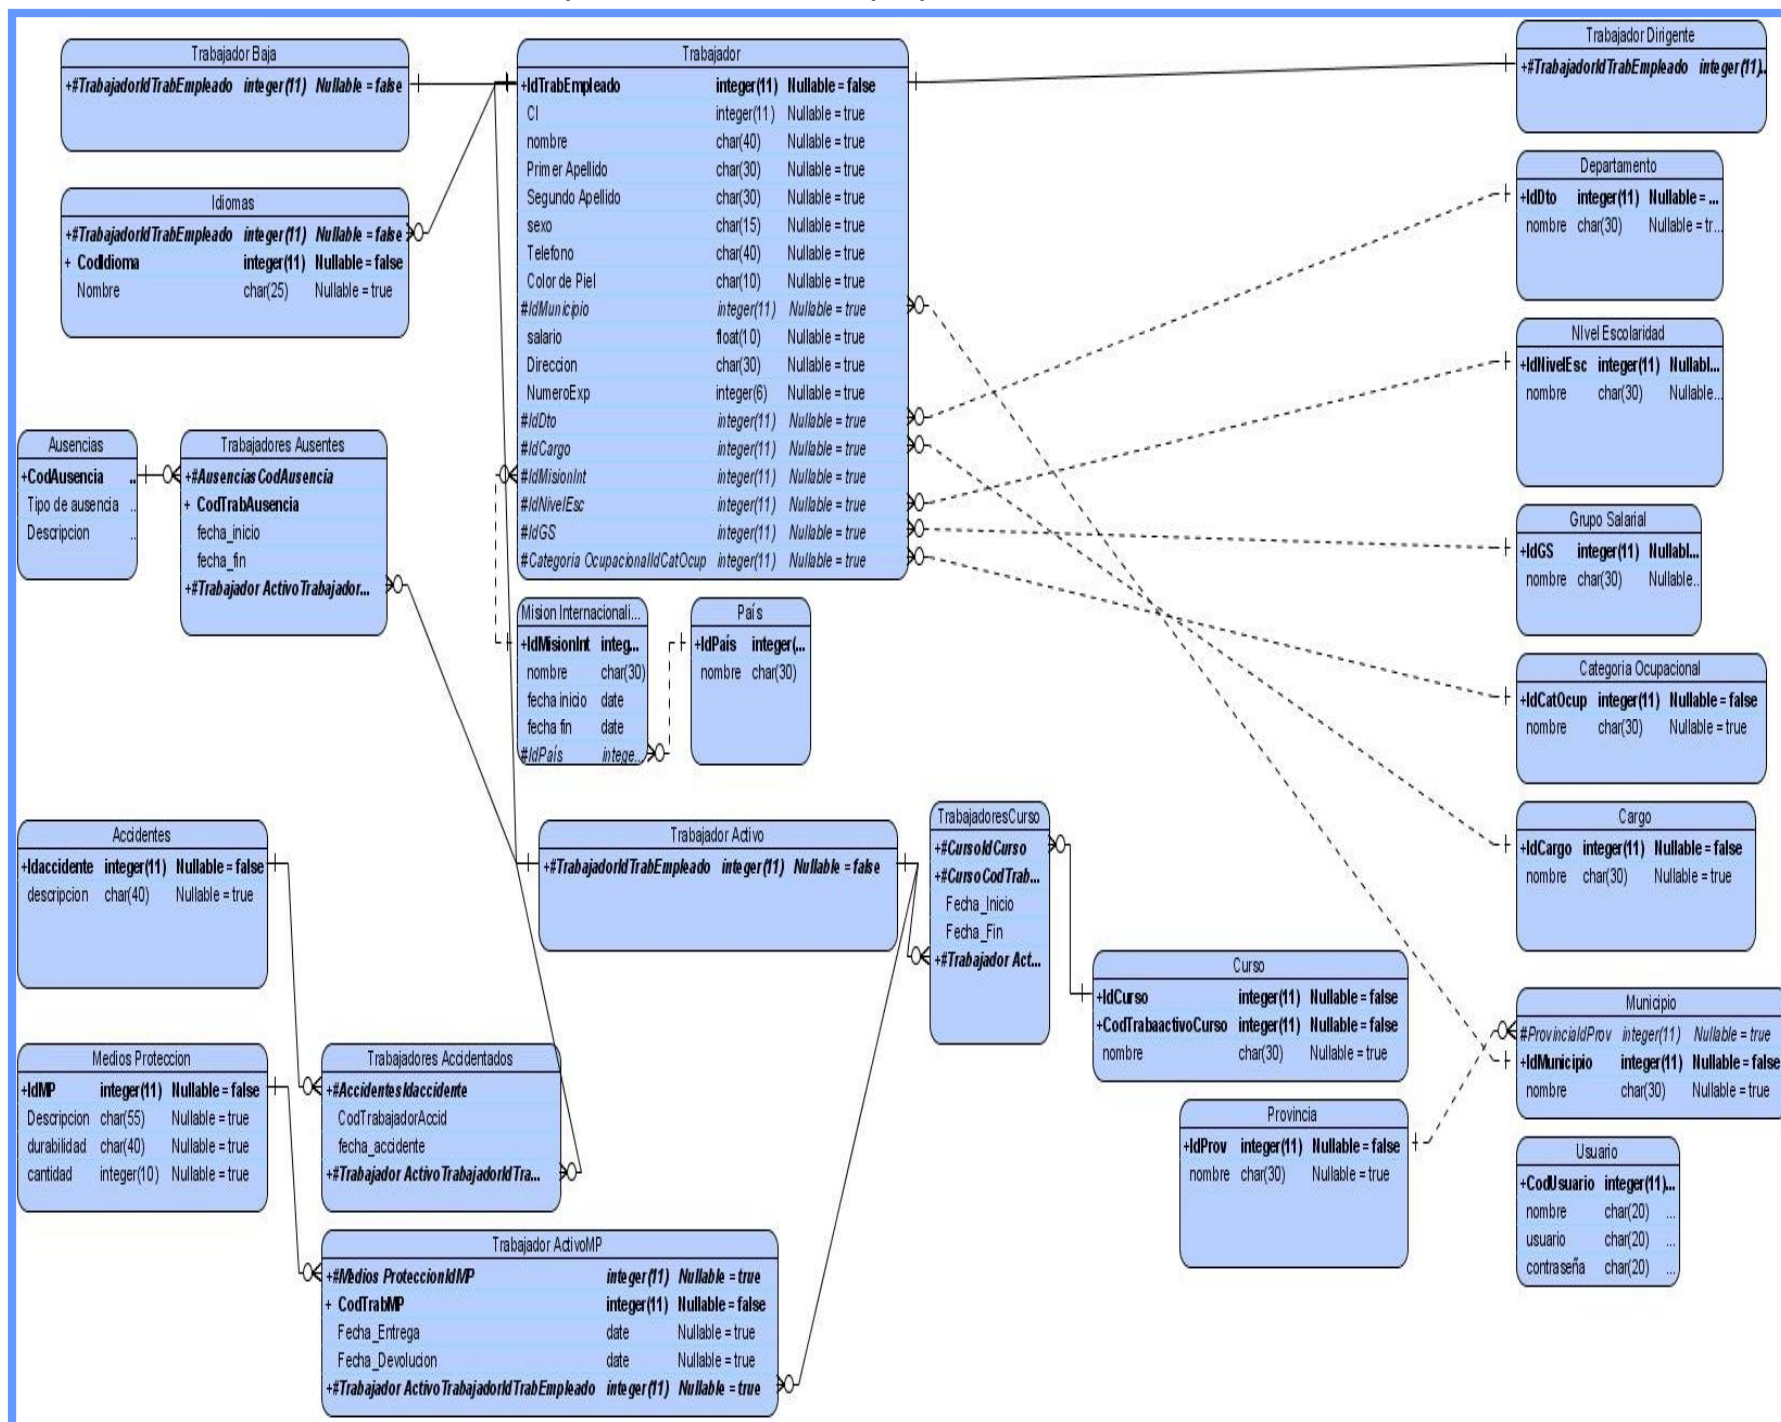 Trabajador Baja
+#TrabajadorIdTrabEmpleado integer(11) Nullable = false
Idiomas
+#TrabajadorIdTrabEmpleado integer(11) Nullable = false
+ CodIdioma integer(11) Nullable = false
Nombre char(25) Nullable = true
Trabajador
+IdTrabEmpleado integer(11) Nullable = false
CI integer(11) Nullable = true
nombre char(40) Nullable = true
Primer Apellido char(30) Nullable = true
Segundo Apellido char(30) Nullable = true
sexo char(15) Nullable = true
Telefono char(40) Nullable = true
Color de Piel char(10) Nullable = true
#IdMunicipio integer(11) Nullable = true
salario float(10) Nullable = true
Direccion char(30) Nullable = true
NumeroExp integer(6) Nullable = true
#IdDto integer(11) Nullable = true
#IdCargo integer(11) Nullable = true
#IdMisionInt integer(11) Nullable = true
#IdNivelEsc integer(11) Nullable = true
#IdGS integer(11) Nullable = true
#Categoria OcupacionalIdCatOcup integer(11) Nullable = true
Trabajador Dirigente
+#TrabajadorIdTrabEmpleado integer(11)...
Departamento
+IdDto integer(11) Nullable = ...
nombre char(30) Nullable = tr...
NIvel Escolaridad
+IdNivelEsc integer(11) Nullabl...
nombre char(30) Nullable...
Grupo Salarial
+IdGS integer(11) Nullabl...
nombre char(30) Nullable...
Categoria Ocupacional
+IdCatOcup integer(11) Nullable = false
nombre char(30) Nullable = true
Cargo
+IdCargo integer(11) Nullable = false
nombre char(30) Nullable = true
Ausencias
+CodAusencia ..
Tipo de ausencia ..
Descripcion ..
Trabajadores Ausentes
+#AusenciasCodAusencia
+ CodTrabAusencia
fecha_inicio
fecha_fin
+#Trabajador ActivoTrabajador...
Mision Internacionali...
+IdMisionInt integ...
nombre char(30)
fecha inicio date
fecha fin date
#IdPaís intege...
País
+IdPaís integer(...
nombre char(30)
Accidentes
+Idaccidente integer(11) Nullable = false
descripcion char(40) Nullable = true
Trabajador Activo
+#TrabajadorIdTrabEmpleado integer(11) Nullable = false
TrabajadoresCurso
+#CursoIdCurso
+#CursoCodTrab...
Fecha_Inicio
Fecha_Fin
+#Trabajador Act...
Curso
+IdCurso integer(11) Nullable = false
+CodTrabaactivoCurso integer(11) Nullable = false
nombre char(30) Nullable = true
Municipio
#ProvinciaIdProv integer(11) Nullable = true
+IdMunicipio integer(11) Nullable = false
nombre char(30) Nullable = true
Medios Proteccion
+IdMP integer(11) Nullable = false
Descripcion char(55) Nullable = true
durabilidad char(40) Nullable = true
cantidad integer(10) Nullable = true
Trabajadores Accidentados
+#AccidentesIdaccidente
CodTrabajadorAccid
fecha_accidente
+#Trabajador ActivoTrabajadorIdTra...
Provincia
+IdProv integer(11) Nullable = false
nombre char(30) Nullable = true
Usuario
+CodUsuario integer(11)...
nombre char(20) ...
usuario char(20) ...
contraseña char(20) ...
Trabajador ActivoMP
+#Medios ProteccionIdMP integer(11) Nullable = true
+ CodTrabMP integer(11) Nullable = false
Fecha_Entrega date Nullable = true
Fecha_Devolucion date Nullable = true
+#Trabajador ActivoTrabajadorIdTrabEmpleado integer(11) Nullable = true